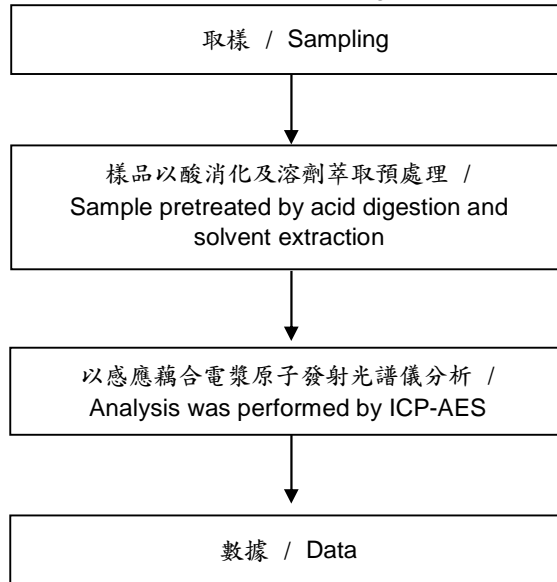 取樣 / Sampling
樣品以酸消化及溶劑萃取預處理 /
Sample pretreated by acid digestion and
solvent extraction
以感應藕合電漿原子發射光譜儀分析 /
Analysis was performed by ICP-AES
數據 / Data